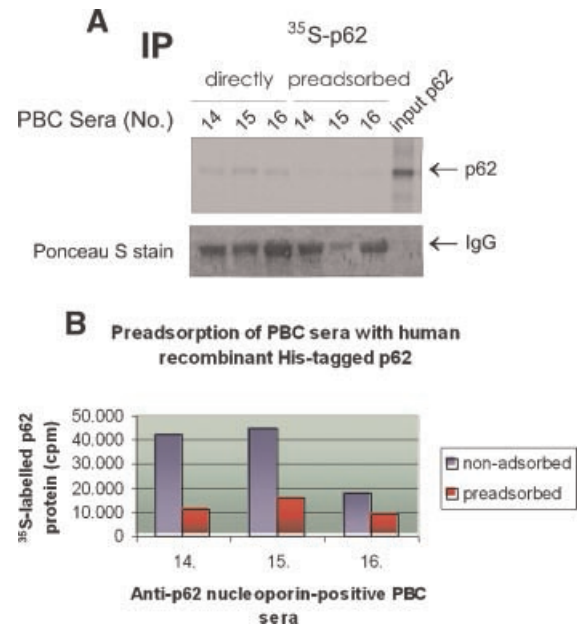 A
IP
³⁵S-p62
directly preadsorbed
PBC Sera (No.) 14 15 16 14 15 16 input p62
← p62
Ponceau S stain ← IgG
B
Preadsorption of PBC sera with human
recombinant His-tagged p62
³⁵S-labelled p62
protein (cpm)
50.000
40.000
30.000
20.000
10.000
0
14. 15. 16.
non-adsorbed
preadsorbed
Anti-p62 nucleoporin-positive PBC
sera